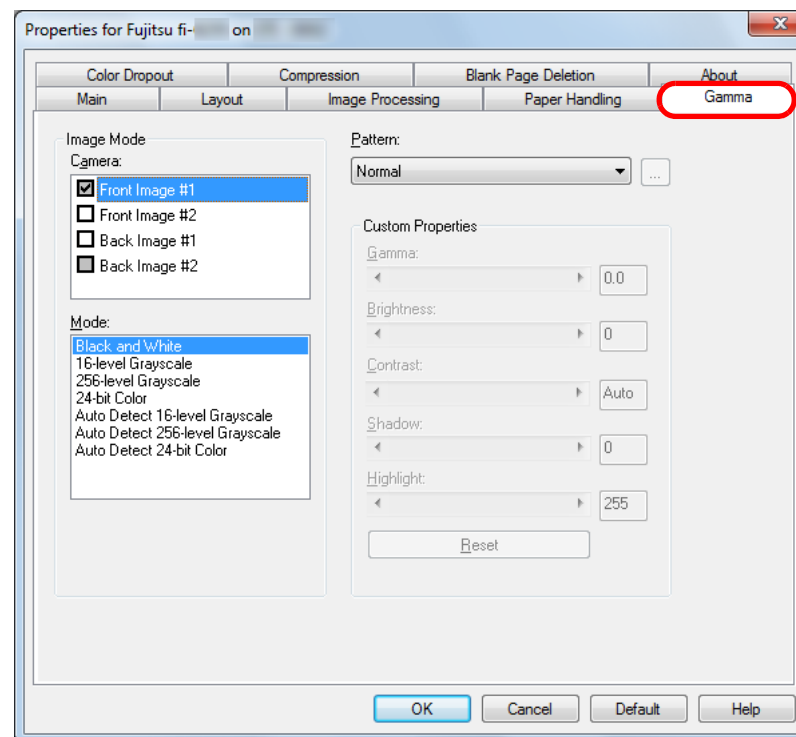 Properties for Fujitsu fi- on
Color Dropout Compression Blank Page Deletion About
Main Layout Image Processing Paper Handling Gamma
Image Mode
Camera:
Front Image #1
Front Image #2
Back Image #1
Back Image #2
Mode:
Black and White
16-level Grayscale
256-level Grayscale
24-bit Color
Auto Detect 16-level Grayscale
Auto Detect 256-level Grayscale
Auto Detect 24-bit Color
Pattern:
Normal
...
Custom Properties
Gamma:
0.0
Brightness:
0
Contrast:
Auto
Shadow:
0
Highlight:
255
Reset
OK Cancel Default Help